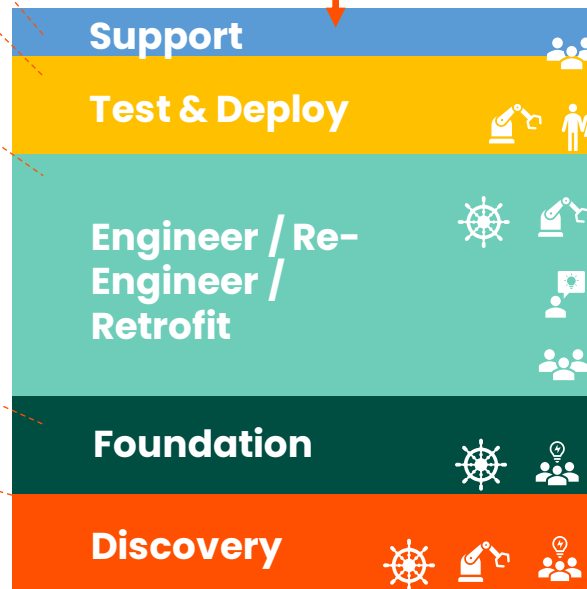 Support
Test & Deploy
Engineer / Re-
Engineer /
Retrofit
Foundation
Discovery